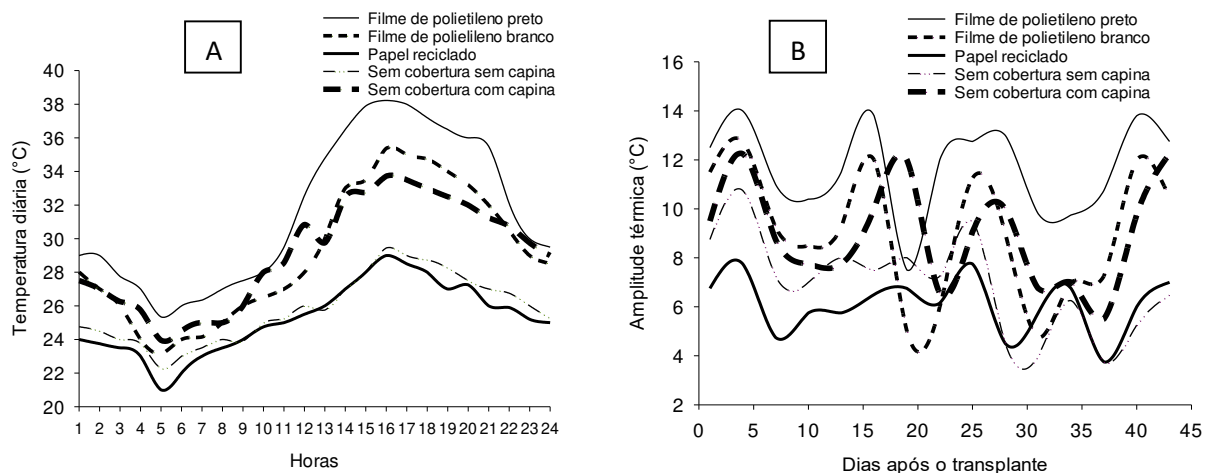 A
Filme de polietileno preto
Filme de polielileno branco
Papel reciclado
Sem cobertura sem capina
Sem cobertura com capina
Temperatura diária (°C)
40
38
36
34
32
30
28
26
24
22
20
1 2 3 4 5 6 7 8 9 10 11 12 13 14 15 16 17 18 19 20 21 22 23 24
Horas
B
Filme de polietileno preto
Filme de polietileno branco
Papel reciclado
Sem cobertura sem capina
Sem cobertura com capina
Amplitude térmica (°C)
16
14
12
10
8
6
4
2
0 5 10 15 20 25 30 35 40 45
Dias após o transplante